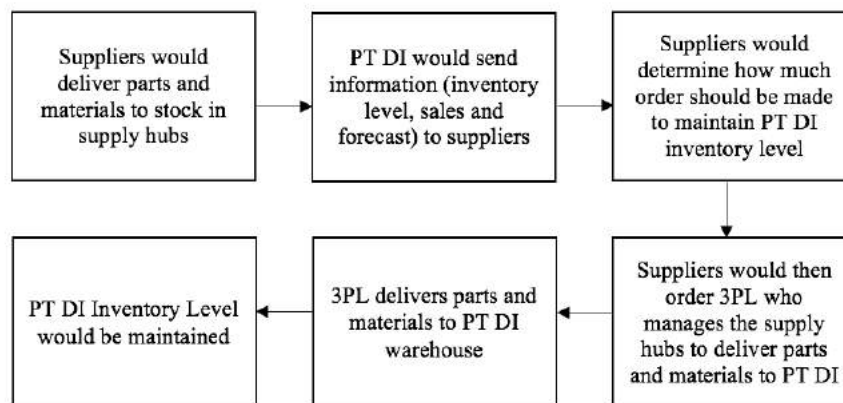 Suppliers would
deliver parts and
materials to stock in
supply hubs
PT DI would send
information (inventory
level, sales and
forecast) to suppliers
Suppliers would
determine how much
order should be made
to maintain PT DI
inventory level
Suppliers would then
order 3PL who
manages the supply
hubs to deliver parts
and materials to PT DI
3PL delivers parts and
materials to PT DI
warehouse
PT DI Inventory Level
would be maintained